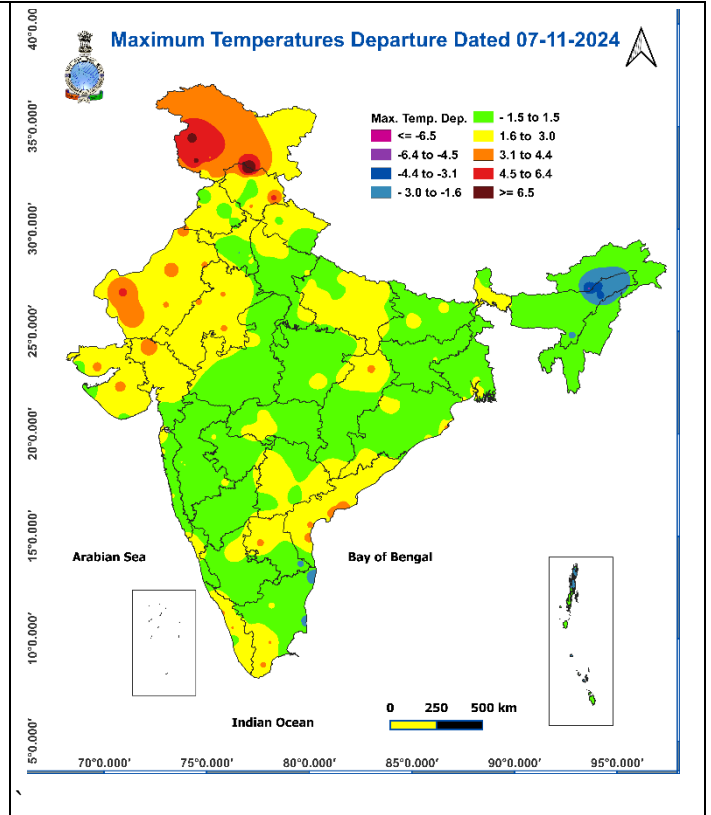 Maximum Temperatures Departure Dated 07-11-2024
Max. Temp. Dep.
<= -6.5
-6.4 to -4.5
-4.4 to -3.1
- 3.0 to -1.6
- 1.5 to 1.5
1.6 to 3.0
3.1 to 4.4
4.5 to 6.4
>= 6.5
40°0.000'
35°0.000'
30°0.000'
25°0.000'
20°0.000'
15°0.000'
10°0.000'
5°0.000'
Arabian Sea
Bay of Bengal
Indian Ocean
0 250 500 km
70°0.000' 75°0.000' 80°0.000' 85°0.000' 90°0.000' 95°0.000'
`